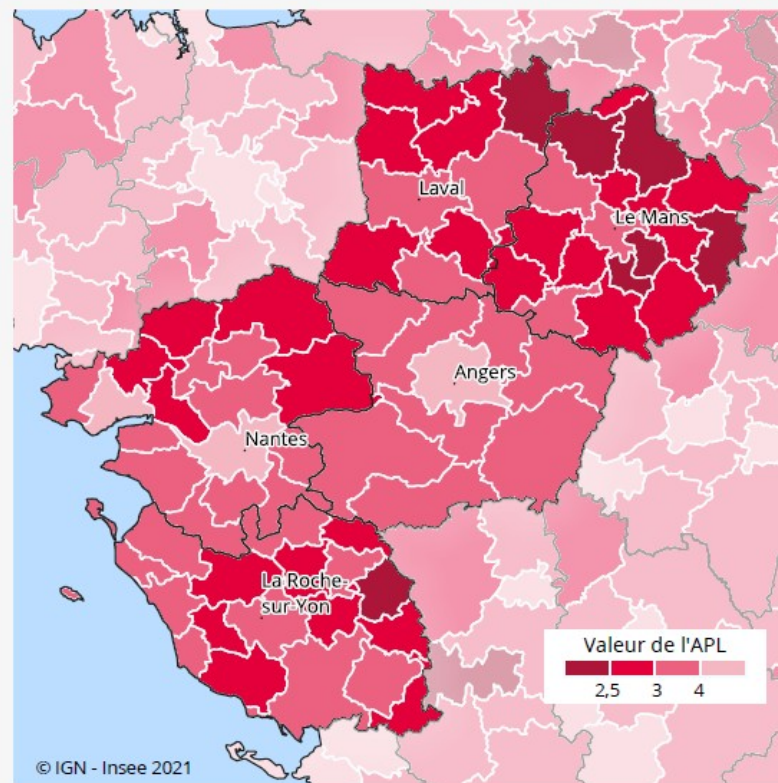 Laval
Le Mans
Angers
Nantes
La Roche-
sur-Yon
Valeur de l'APL
2,5 3 4
© IGN - Insee 2021